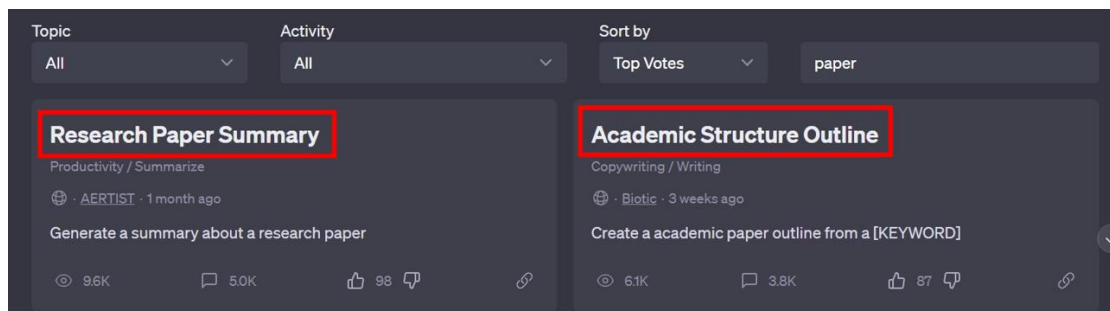 Topic
Activity
Sort by
All
All
Top Votes
paper
Research Paper Summary
Productivity / Summarize
· AERTIST · 1 month ago
Generate a summary about a research paper
9.6K
5.0K
98
Academic Structure Outline
Copywriting / Writing
· Biotic · 3 weeks ago
Create a academic paper outline from a [KEYWORD]
6.1K
3.8K
87